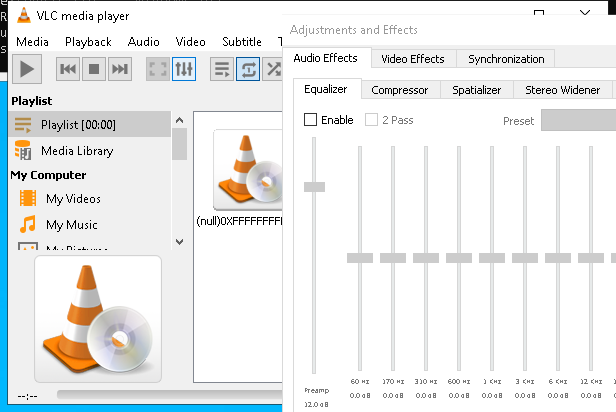 VLC media player
Adjustments and Effects
Media Playback Audio Video Subtitle
Audio Effects Video Effects Synchronization
Equalizer Compressor Spatializer Stereo Widener
Playlist
Enable 2 Pass Preset
Playlist [00:00]
Media Library
My Computer
My Videos
My Music
(null)0XFFFFFFFF
60 Hz 170 Hz 310 Hz 600 Hz 1 KHz 3 KHz 6 KHz 12 KHz
Preamp
0.0 dB 0.0 dB 0.0 dB 0.0 dB 0.0 dB 0.0 dB 0.0 dB 0.0 dB
12.0 dB
--:--